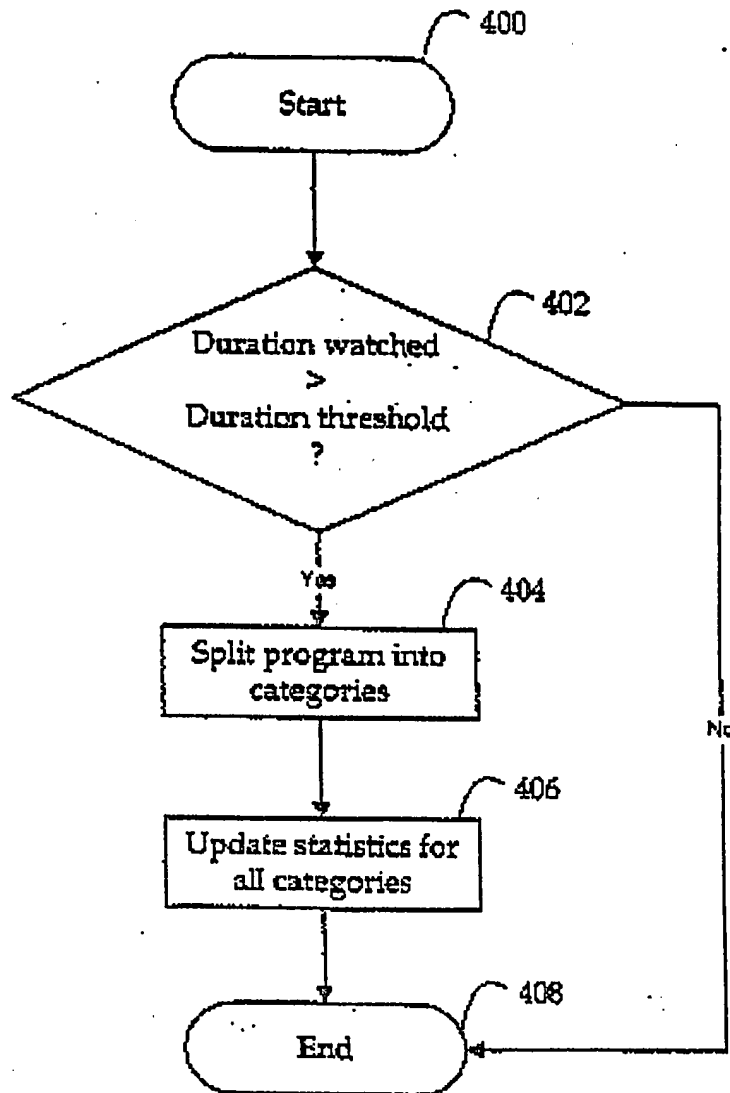 400
Start
402
Duration watched
>
Duration threshold
?
Yes
404
Split program into
categories
No
406
Update statistics for
all categories
408
End